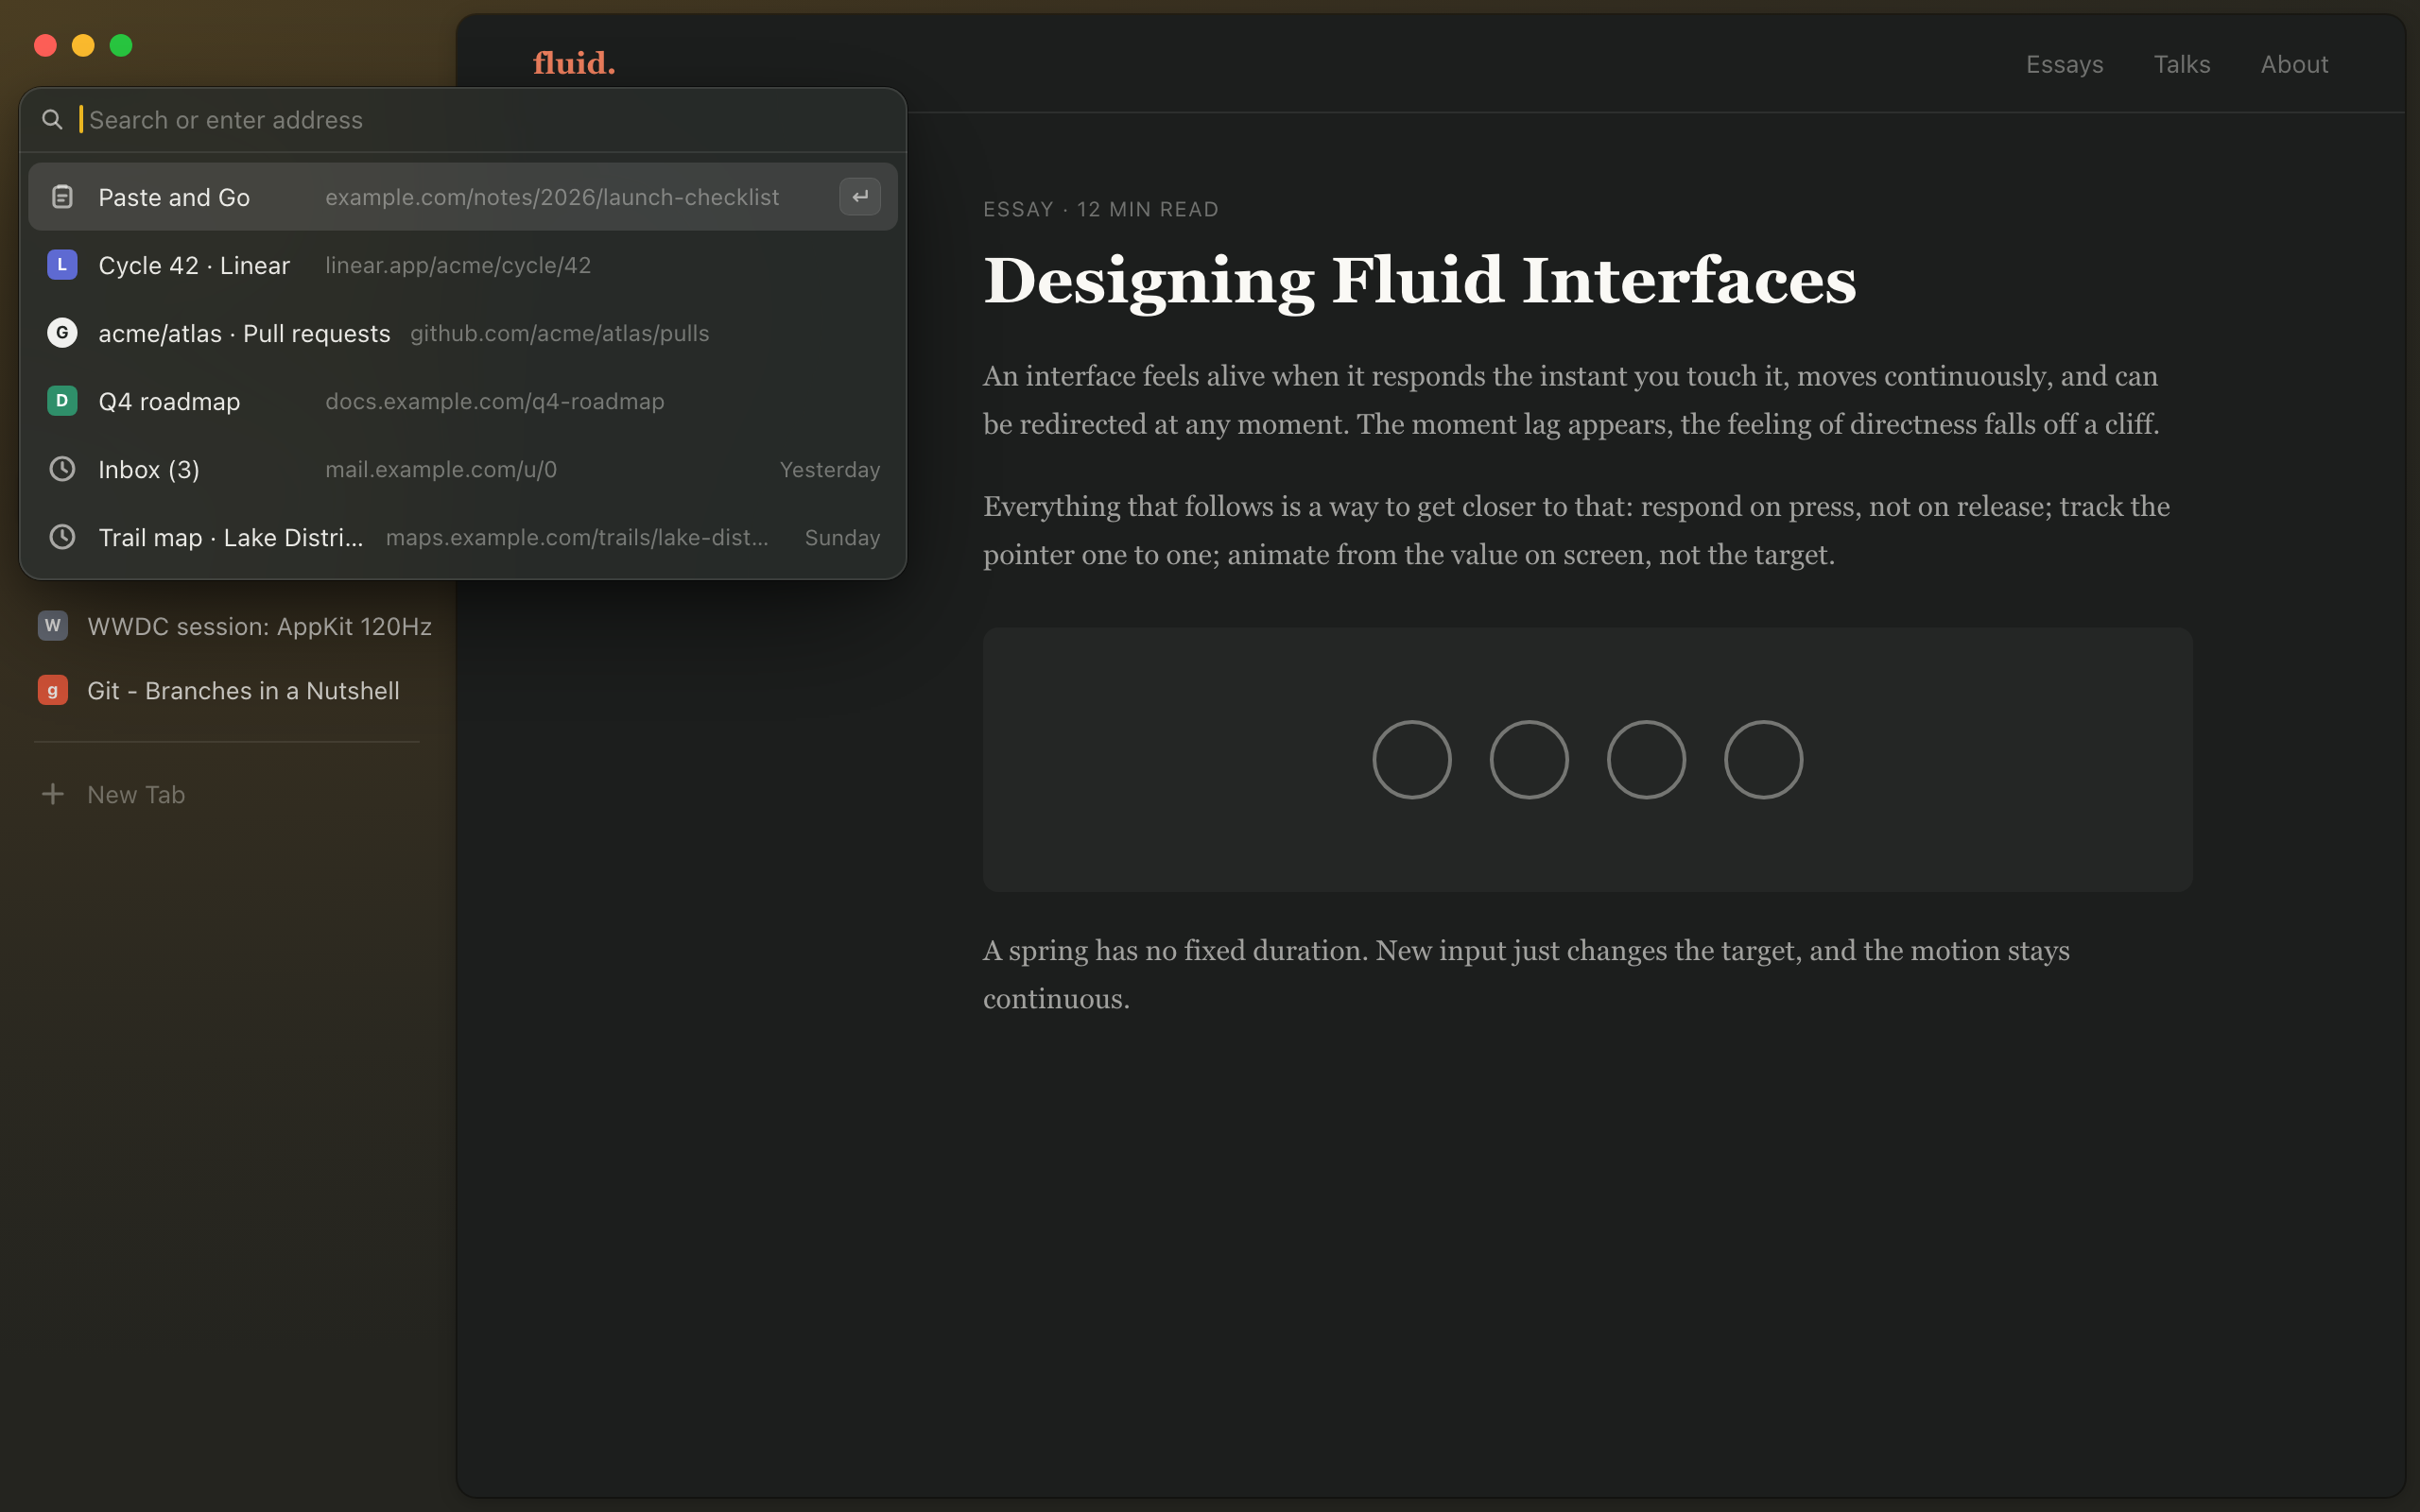 fluid.
Essays Talks About
Search or enter address
Paste and Go example.com/notes/2026/launch-checklist
L Cycle 42 · Linear linear.app/acme/cycle/42
G acme/atlas · Pull requests github.com/acme/atlas/pulls
D Q4 roadmap docs.example.com/q4-roadmap
Inbox (3) mail.example.com/u/0 Yesterday
Trail map · Lake Distri... maps.example.com/trails/lake-dist... Sunday
W WWDC session: AppKit 120Hz
g Git - Branches in a Nutshell
New Tab
ESSAY · 12 MIN READ
Designing Fluid Interfaces
An interface feels alive when it responds the instant you touch it, moves continuously, and can
be redirected at any moment. The moment lag appears, the feeling of directness falls off a cliff.
Everything that follows is a way to get closer to that: respond on press, not on release; track the
pointer one to one; animate from the value on screen, not the target.
A spring has no fixed duration. New input just changes the target, and the motion stays
continuous.